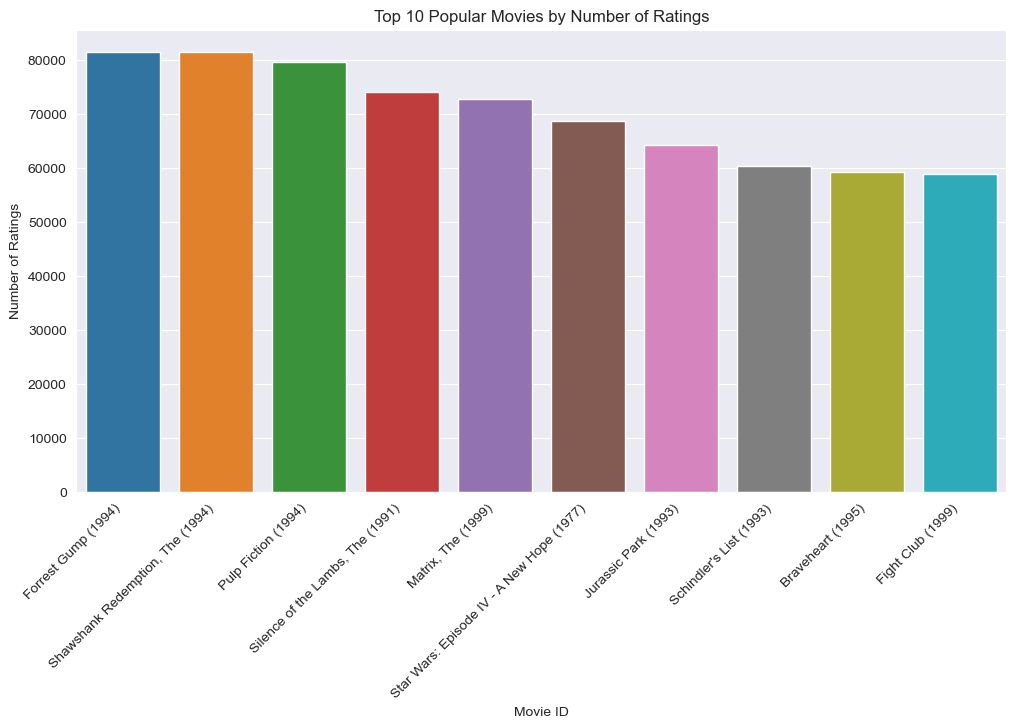 Top 10 Popular Movies by Number of Ratings
Number of Ratings
80000
70000
60000
50000
40000
30000
20000
10000
0
Forrest Gump (1994)
Shawshank Redemption, The (1994)
Pulp Fiction (1994)
Silence of the Lambs, The (1991)
Matrix, The (1999)
Star Wars: Episode IV - A New Hope (1977)
Jurassic Park (1993)
Schindler's List (1993)
Braveheart (1995)
Fight Club (1999)
Movie ID